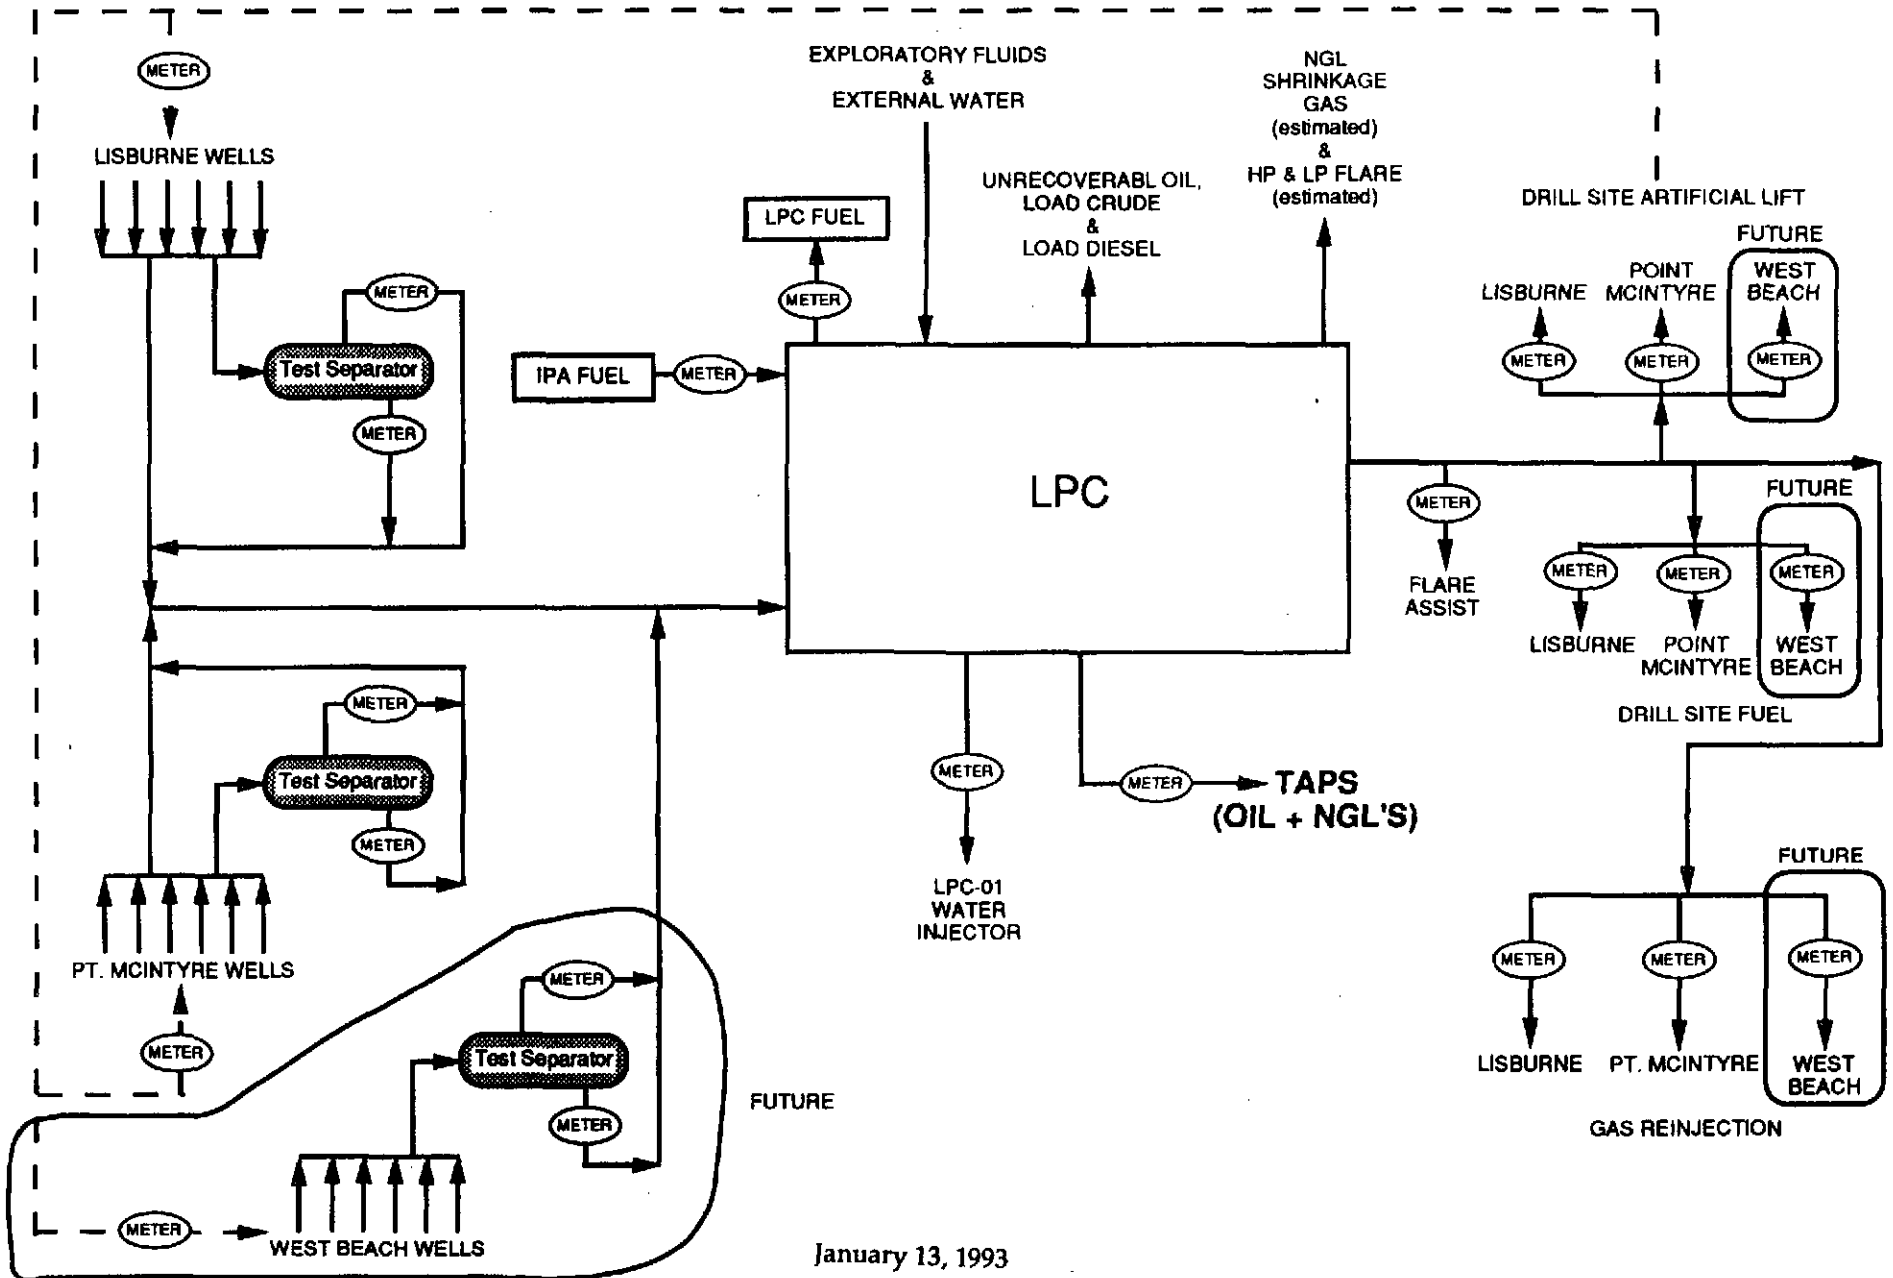 METER
LISBURNE WELLS
METER
Test Separator
METER
EXPLORATORY FLUIDS
&
EXTERNAL WATER
LPC FUEL
METER
IPA FUEL
METER
UNRECOVERABL OIL,
LOAD CRUDE
&
LOAD DIESEL
NGL
SHRINKAGE
GAS
(estimated)
&
HP & LP FLARE
(estimated)
LPC
DRILL SITE ARTIFICIAL LIFT
FUTURE
LISBURNE
POINT
MCINTYRE
WEST
BEACH
METER
METER
METER
METER
FLARE
ASSIST
FUTURE
METER
METER
METER
LISBURNE
POINT
MCINTYRE
WEST
BEACH
DRILL SITE FUEL
METER
Test Separator
METER
PT. MCINTYRE WELLS
METER
METER
LPC-01
WATER
INJECTOR
METER
TAPS
(OIL + NGL'S)
FUTURE
METER
METER
METER
LISBURNE
PT. MCINTYRE
WEST
BEACH
GAS REINJECTION
METER
Test Separator
METER
FUTURE
METER
WEST BEACH WELLS
January 13, 1993